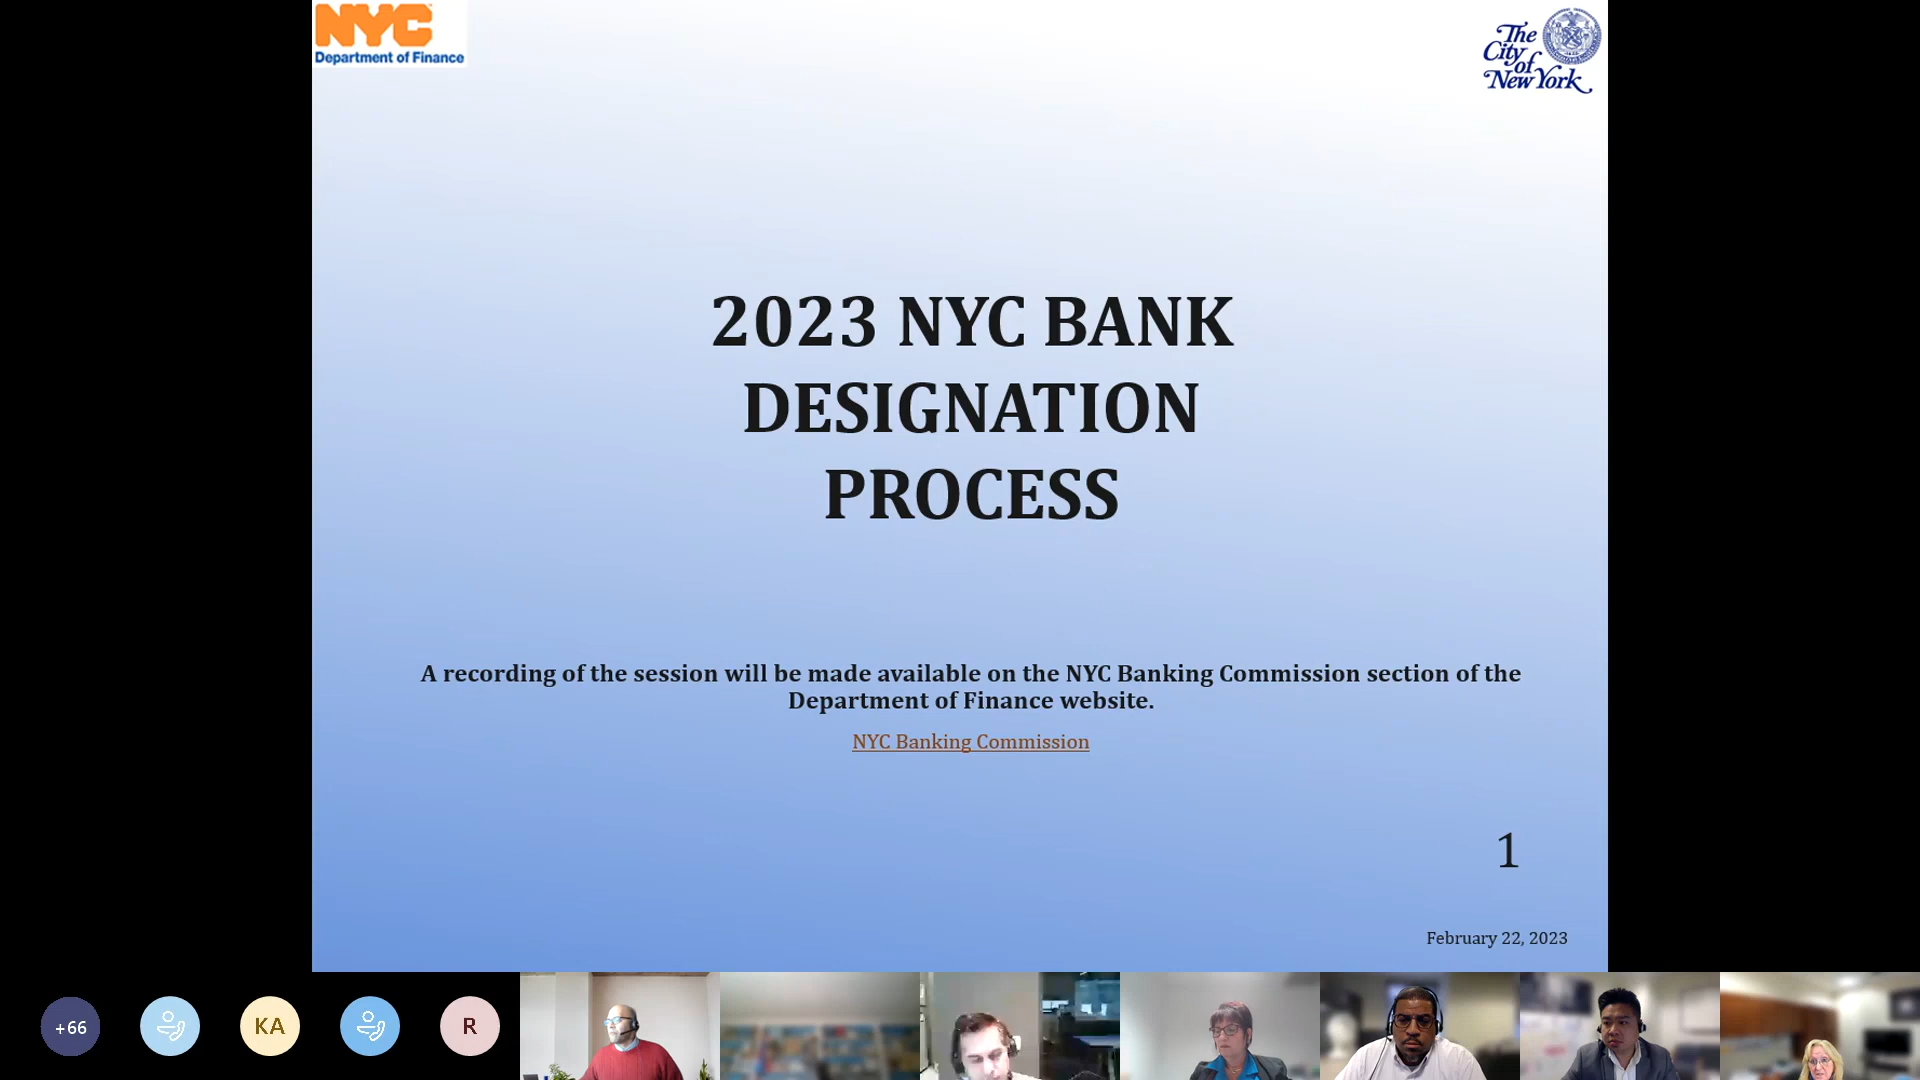 NYC
Department of Finance
The
City
of
New York
2023 NYC BANK
DESIGNATION
PROCESS
A recording of the session will be made available on the NYC Banking Commission section of the
Department of Finance website.
NYC Banking Commission
1
February 22, 2023
+66
KA
R